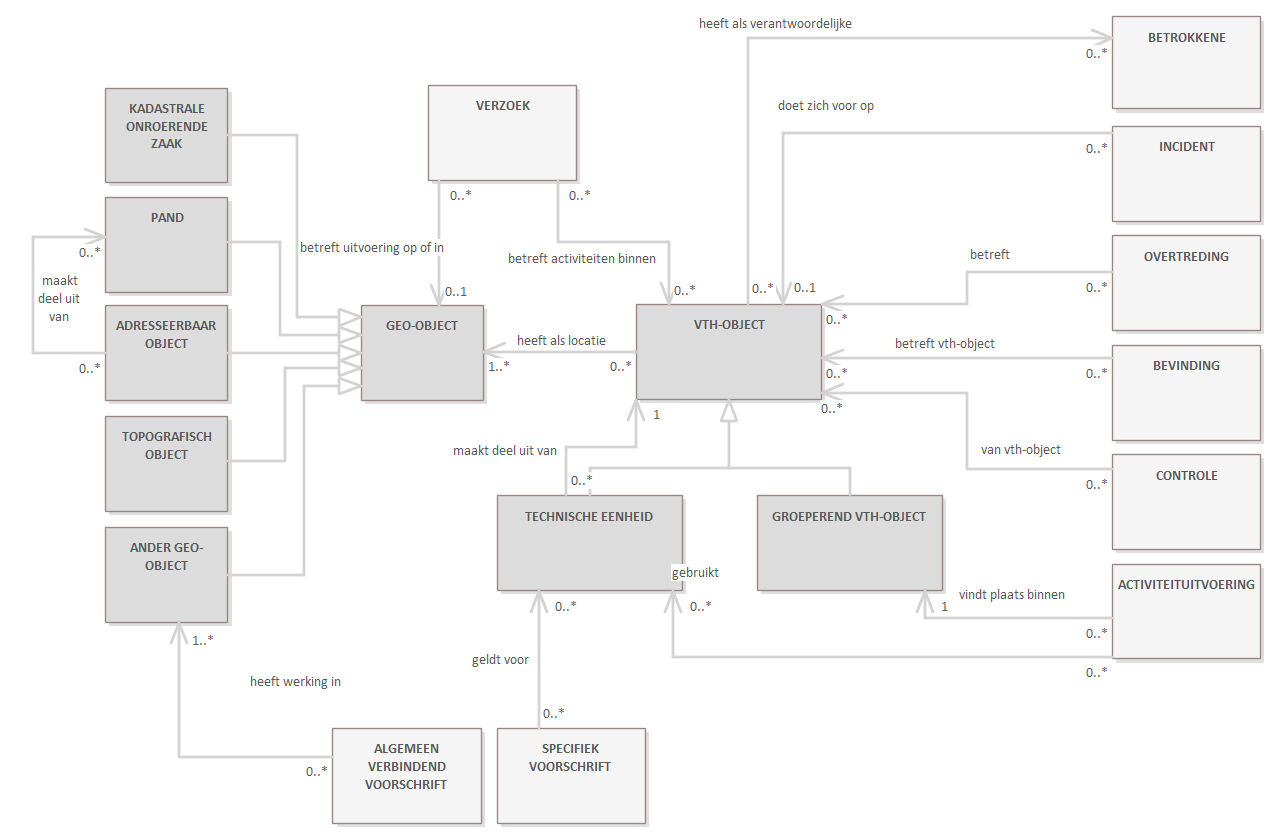 heeft als verantwoordelijke
BETROKKENE
0..*
KADASTRALE
ONROERENDE
ZAAK
VERZOEK
doet zich voor op
INCIDENT
0..*
0..*
0..*
PAND
0..*
maakt
deel uit
van
betreft uitvoering op of in
betreft activiteiten binnen
betreft
OVERTREDING
0..*
0..1
0..*
0..*
0..1
0..*
ADRESSEERBAAR
OBJECT
0..*
GEO-OBJECT
heeft als locatie
1..*
0..*
VTH-OBJECT
betreft vth-object
0..*
BEVINDING
0..*
0..*
1
TOPOGRAFISCH
OBJECT
maakt deel uit van
0..*
van vth-object
CONTROLE
0..*
TECHNISCHE EENHEID
GROEPEREND VTH-OBJECT
ANDER GEO-
OBJECT
gebruikt
0..*
0..*
1
vindt plaats binnen
ACTIVITEITUITVOERING
0..*
0..*
1..*
heeft werking in
geldt voor
0..*
0..*
ALGEMEEN
VERBINDEND
VOORSCHRIFT
SPECIFIEK
VOORSCHRIFT